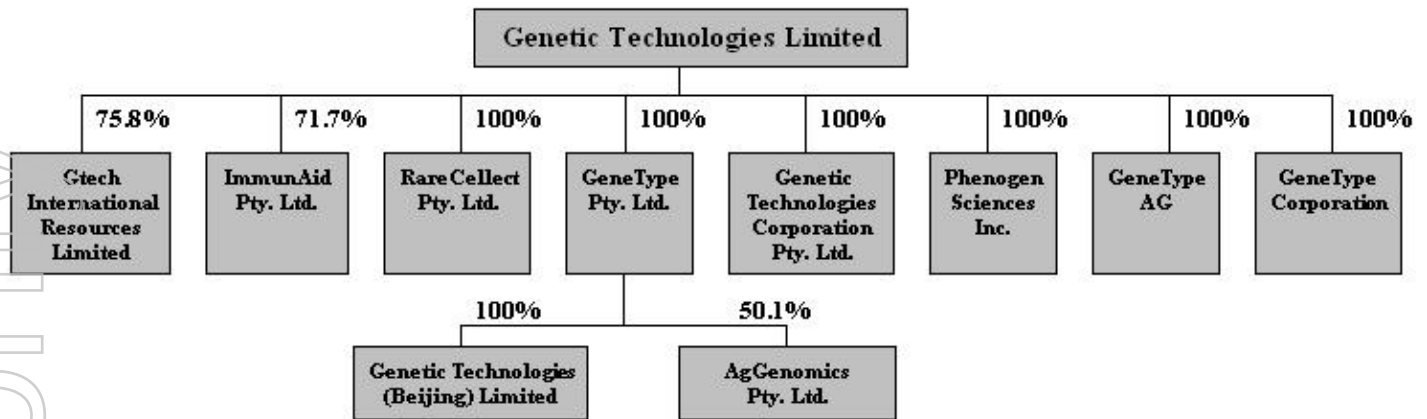 Genetic Technologies Limited
75.8%
71.7%
100%
100%
100%
100%
100%
100%
Gtech
International
Resources
Limited
ImmunAid
Pty. Ltd.
RareCellect
Pty. Ltd.
GeneType
Pty. Ltd.
Genetic
Technologies
Corporation
Pty. Ltd.
Phenogen
Sciences
Inc.
GeneType
AG
GeneType
Corporation
100%
50.1%
Genetic Technologies
(Beijing) Limited
AgGenomics
Pty. Ltd.